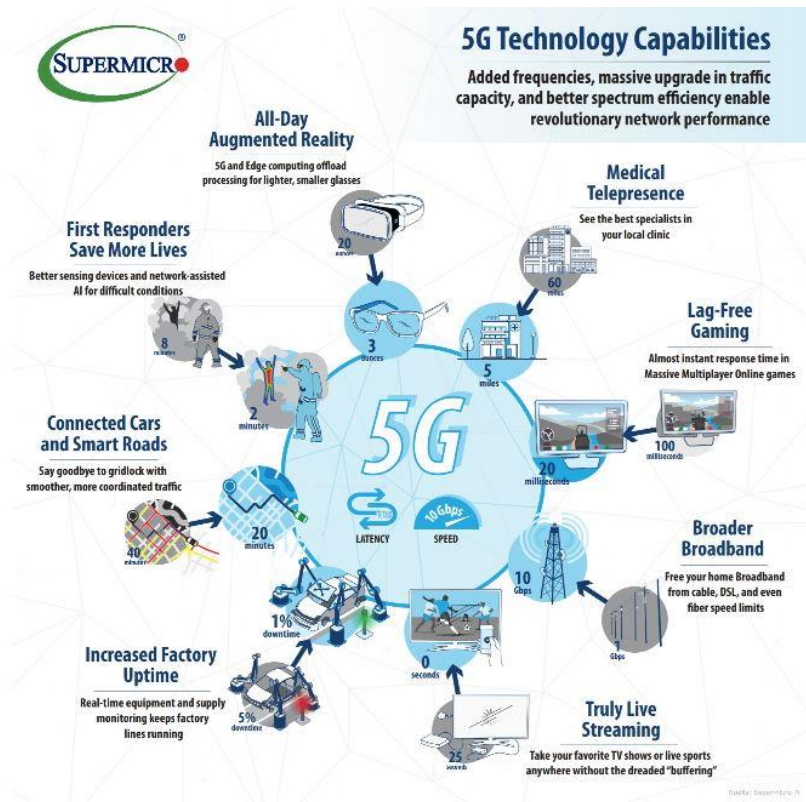 SUPERMICRO
®
5G Technology Capabilities
Added frequencies, massive upgrade in traffic
capacity, and better spectrum efficiency enable
revolutionary network performance
All-Day
Augmented Reality
5G and Edge computing offload
processing for lighter, smaller glasses
20
ounces
3
ounces
Medical
Telepresence
See the best specialists in
your local clinic
60
miles
5
miles
First Responders
Save More Lives
Better sensing devices and network-assisted
AI for difficult conditions
8
minutes
2
minutes
Lag-Free
Gaming
Almost instant response time in
Massive Multiplayer Online games
100
milliseconds
20
milliseconds
5G
LATENCY
10 Gbps
SPEED
Connected Cars
and Smart Roads
Say goodbye to gridlock with
smoother, more coordinated traffic
40
minutes
20
minutes
Broader
Broadband
Free your home Broadband
from cable, DSL, and even
fiber speed limits
10
Gbps
1
Gbps
Increased Factory
Uptime
Real-time equipment and supply
monitoring keeps factory
lines running
1%
downtime
5%
downtime
0
seconds
25
seconds
Truly Live
Streaming
Take your favorite TV shows or live sports
anywhere without the dreaded "buffering"